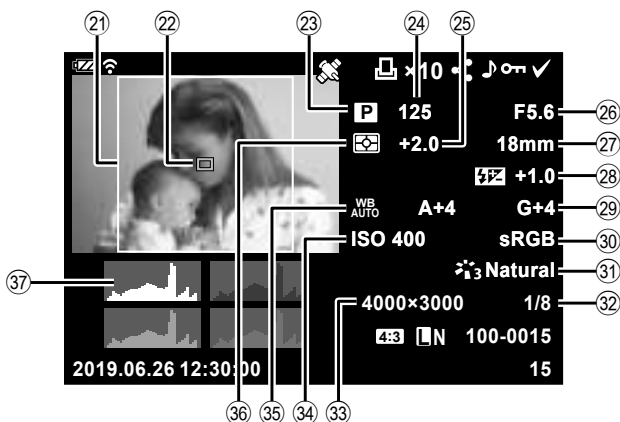 21 22 23 24 25
×10
P 125 F5.6 26
+2.0 18mm 27
+1.0 28
WB AUTO A+4 G+4 29
ISO 400 sRGB 30
3 Natural 31
37
4000×3000 1/8 32
4:3 L N 100-0015
2019.06.26 12:30:00 15
36 35 34 33